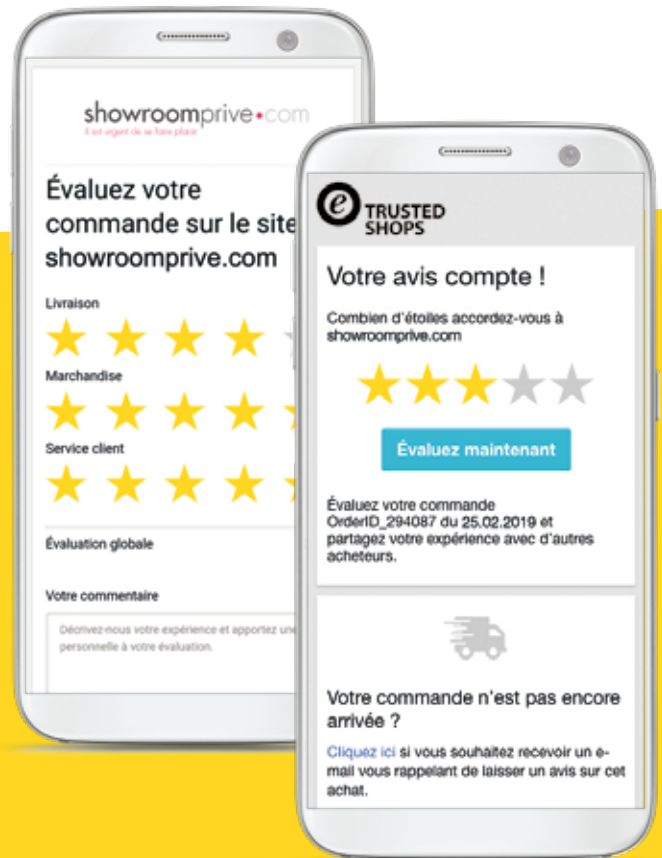 showroomprive•com
il est urgent de se faire plaisir
Évaluez votre
commande sur le site
showroomprive.com
Livraison
Marchandise
Service client
Évaluation globale
Votre commentaire
Décrivez-nous votre expérience et apportez une
personnelle à votre évaluation.
e TRUSTED
SHOPS
Votre avis compte !
Combien d'étoiles accordez-vous à
showroomprive.com
Évaluez maintenant
Évaluez votre commande
OrderID_294087 du 25.02.2019 et
partagez votre expérience avec d'autres
acheteurs.
Votre commande n'est pas encore
arrivée ?
Cliquez ici si vous souhaitez recevoir un e-
mail vous rappelant de laisser un avis sur cet
achat.